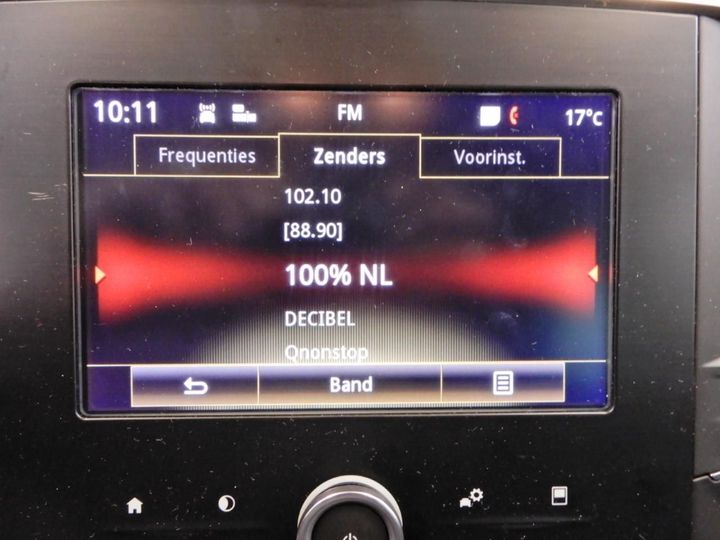 10:11 FM 17°C
Frequenties Zenders Voorinst.
102.10
[88.90]
100% NL
DECIBEL
Qnonstop
Band